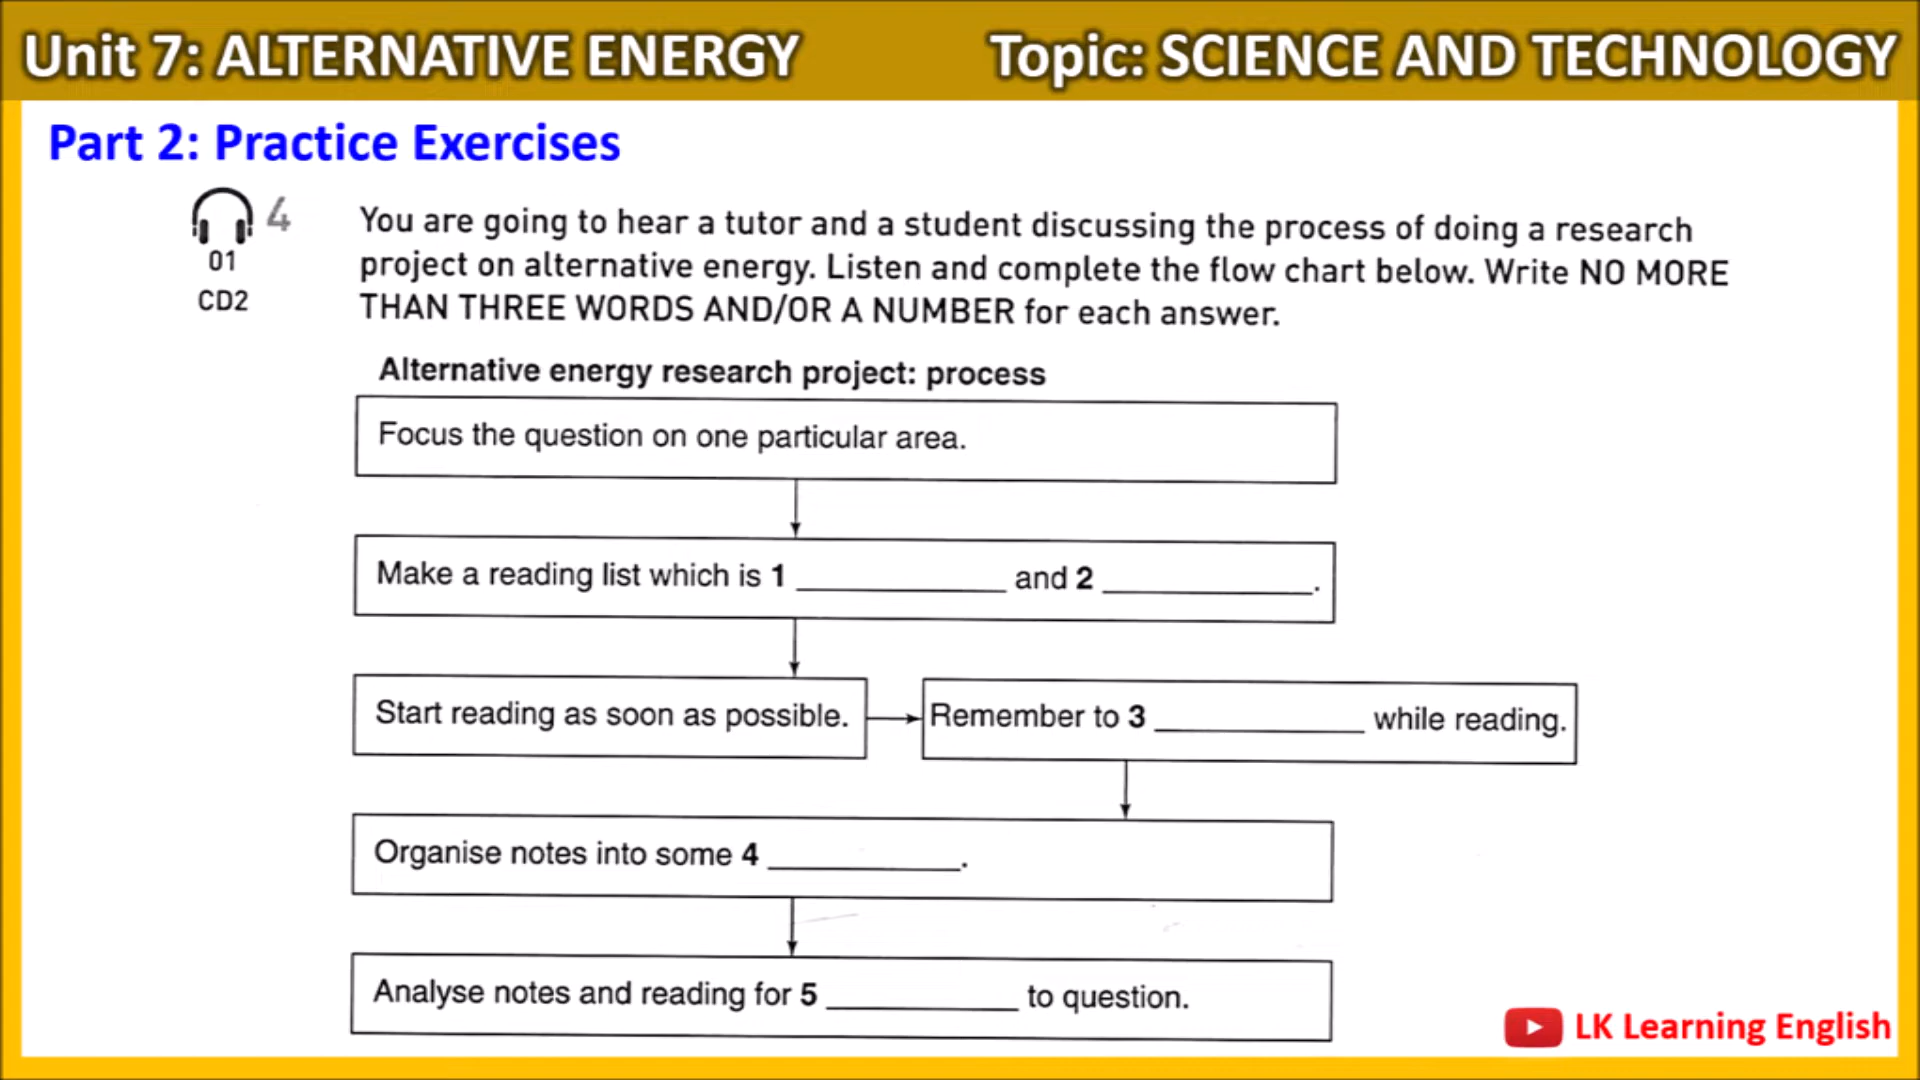 Unit 7: ALTERNATIVE ENERGY
Topic: SCIENCE AND TECHNOLOGY
Part 2: Practice Exercises
4
01
CD2
You are going to hear a tutor and a student discussing the process of doing a research
project on alternative energy. Listen and complete the flow chart below. Write NO MORE
THAN THREE WORDS AND/OR A NUMBER for each answer.
Alternative energy research project: process
Focus the question on one particular area.
Make a reading list which is 1 ____________ and 2 ____________.
Start reading as soon as possible.
Remember to 3 ____________ while reading.
Organise notes into some 4 ____________.
Analyse notes and reading for 5 ____________ to question.
LK Learning English